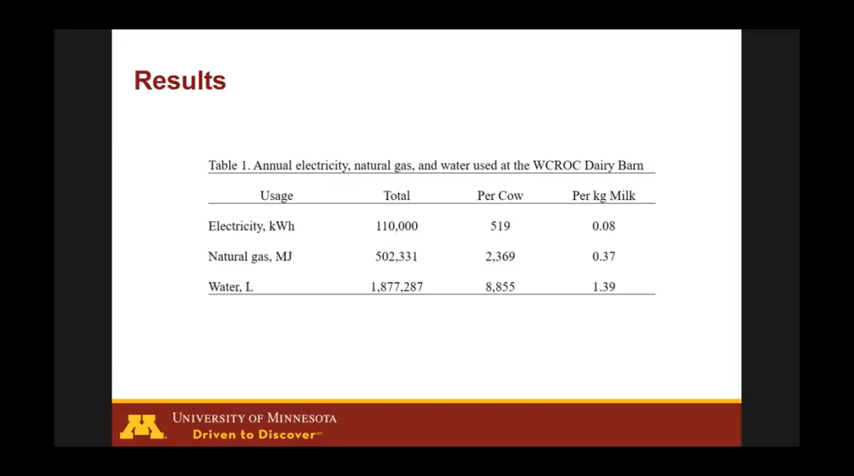 Results
Table 1. Annual electricity, natural gas, and water used at the WCROC Dairy Barn
Usage Total Per Cow Per kg Milk
Electricity, kWh 110,000 519 0.08
Natural gas, MJ 502,331 2,369 0.37
Water, L 1,877,287 8,855 1.39
M
UNIVERSITY OF MINNESOTA
Driven to Discover℠